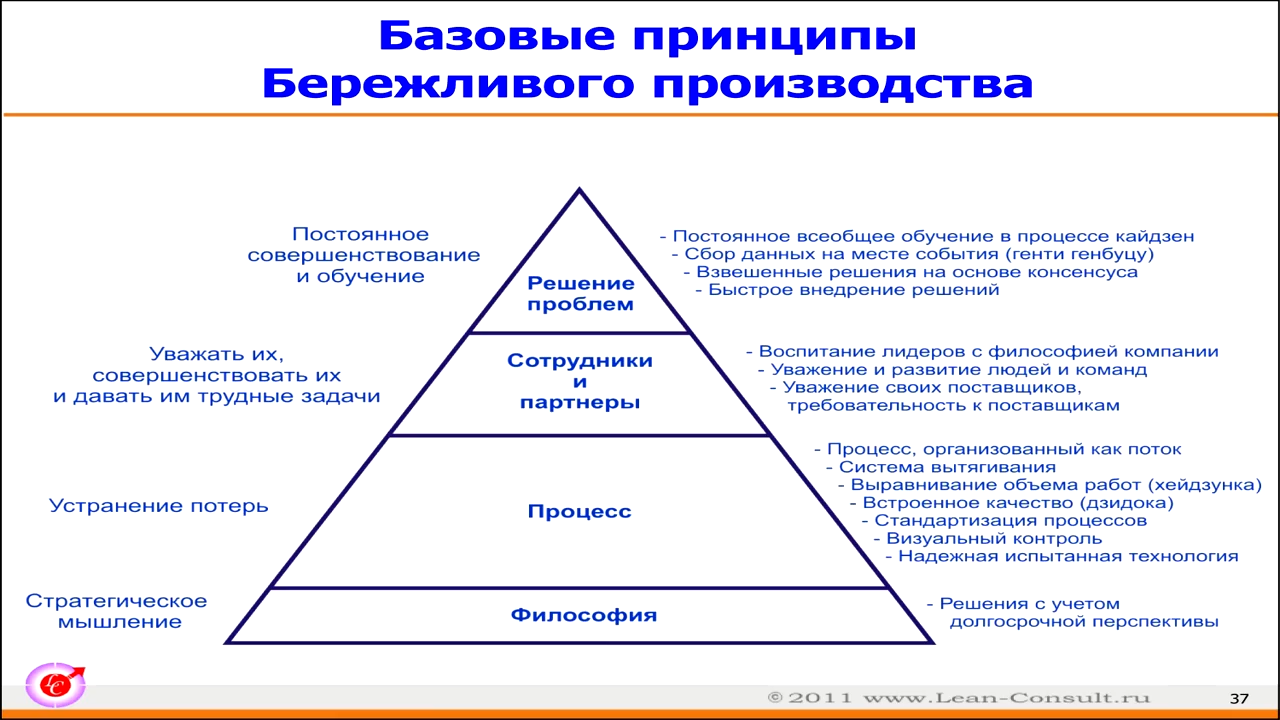 Базовые принципы
Бережливого производства
Постоянное
совершенствование
и обучение
Решение
проблем
- Постоянное всеобщее обучение в процессе кайдзен
- Сбор данных на месте события (генти генбуцу)
- Взвешенные решения на основе консенсуса
- Быстрое внедрение решений
Уважать их,
совершенствовать их
и давать им трудные задачи
Сотрудники
и
партнеры
- Воспитание лидеров с философией компании
- Уважение и развитие людей и команд
- Уважение своих поставщиков,
требовательность к поставщикам
Устранение потерь
Процесс
- Процесс, организованный как поток
- Система вытягивания
- Выравнивание объема работ (хейдзунка)
- Встроенное качество (дзидока)
- Стандартизация процессов
- Визуальный контроль
- Надежная испытанная технология
Стратегическое
мышление
Философия
- Решения с учетом
долгосрочной перспективы
LC
© 2011 www.Lean-Consult.ru
37